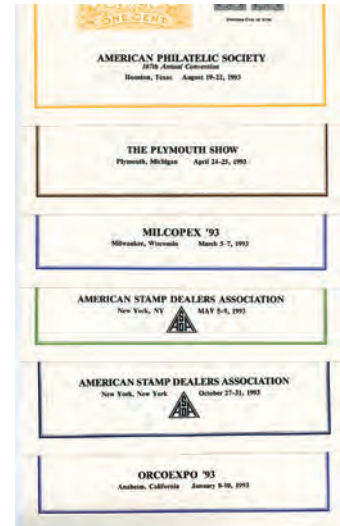 ONE CENT
AMERICAN PHILATELIC SOCIETY
107th Annual Convention
Houston, Texas August 19-22, 1993
THE PLYMOUTH SHOW
Plymouth, Michigan April 24-25, 1993
MILCOPEX '93
Milwaukee, Wisconsin March 5-7, 1993
AMERICAN STAMP DEALERS ASSOCIATION
New York, NY MAY 5-9, 1993
ASDA
AMERICAN STAMP DEALERS ASSOCIATION
New York, New York October 27-31, 1993
ASDA
ORCOEXPO '93
Anaheim, California January 8-10, 1993